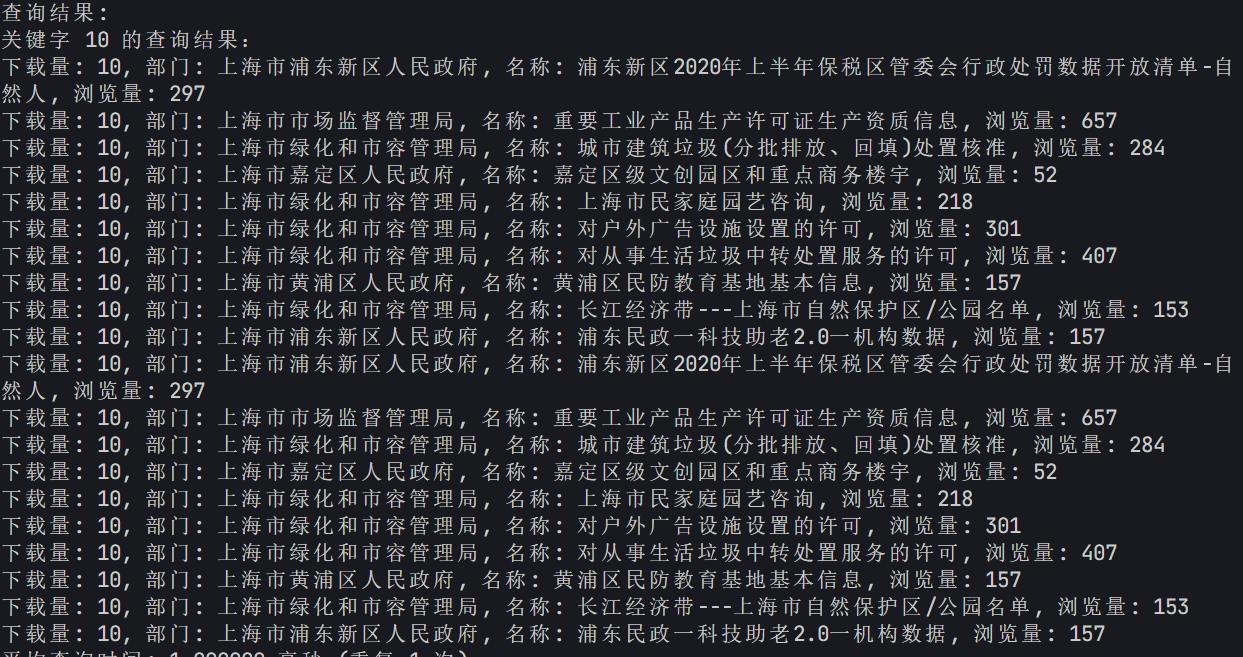 查询结果:
关键字 10 的查询结果:
下载量: 10, 部门: 上海市浦东新区人民政府, 名称: 浦东新区2020年上半年保税区管委会行政处罚数据开放清单-自
然人, 浏览量: 297
下载量: 10, 部门: 上海市市场监督管理局, 名称: 重要工业产品生产许可证生产资质信息, 浏览量: 657
下载量: 10, 部门: 上海市绿化和市容管理局, 名称: 城市建筑垃圾(分批排放、回填)处置核准, 浏览量: 284
下载量: 10, 部门: 上海市嘉定区人民政府, 名称: 嘉定区级文创园区和重点商务楼宇, 浏览量: 52
下载量: 10, 部门: 上海市绿化和市容管理局, 名称: 上海市民家庭园艺咨询, 浏览量: 218
下载量: 10, 部门: 上海市绿化和市容管理局, 名称: 对户外广告设施设置的许可, 浏览量: 301
下载量: 10, 部门: 上海市绿化和市容管理局, 名称: 对从事生活垃圾中转处置服务的许可, 浏览量: 407
下载量: 10, 部门: 上海市黄浦区人民政府, 名称: 黄浦区民防教育基地基本信息, 浏览量: 157
下载量: 10, 部门: 上海市绿化和市容管理局, 名称: 长江经济带---上海市自然保护区/公园名单, 浏览量: 153
下载量: 10, 部门: 上海市浦东新区人民政府, 名称: 浦东民政一科技助老2.0一机构数据, 浏览量: 157
下载量: 10, 部门: 上海市浦东新区人民政府, 名称: 浦东新区2020年上半年保税区管委会行政处罚数据开放清单-自
然人, 浏览量: 297
下载量: 10, 部门: 上海市市场监督管理局, 名称: 重要工业产品生产许可证生产资质信息, 浏览量: 657
下载量: 10, 部门: 上海市绿化和市容管理局, 名称: 城市建筑垃圾(分批排放、回填)处置核准, 浏览量: 284
下载量: 10, 部门: 上海市嘉定区人民政府, 名称: 嘉定区级文创园区和重点商务楼宇, 浏览量: 52
下载量: 10, 部门: 上海市绿化和市容管理局, 名称: 上海市民家庭园艺咨询, 浏览量: 218
下载量: 10, 部门: 上海市绿化和市容管理局, 名称: 对户外广告设施设置的许可, 浏览量: 301
下载量: 10, 部门: 上海市绿化和市容管理局, 名称: 对从事生活垃圾中转处置服务的许可, 浏览量: 407
下载量: 10, 部门: 上海市黄浦区人民政府, 名称: 黄浦区民防教育基地基本信息, 浏览量: 157
下载量: 10, 部门: 上海市绿化和市容管理局, 名称: 长江经济带---上海市自然保护区/公园名单, 浏览量: 153
下载量: 10, 部门: 上海市浦东新区人民政府, 名称: 浦东民政一科技助老2.0一机构数据, 浏览量: 157